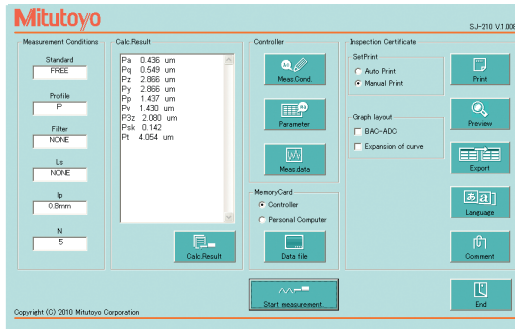 Mitutoyo
SJ-210 V1.006
Measurement Conditions
Standard
FREE
Profile
P
Filter
NONE
Ls
NONE
lp
0.8mm
N
5
Calc.Result
Pa 0.436 um
Pq 0.549 um
Pz 2.866 um
Py 2.866 um
Pp 1.437 um
Pv 1.430 um
P3z 2.080 um
Psk 0.142
Pt 4.054 um
Calc.Result
Controller
Meas.Cond.
Parameter
Meas.data
MemoryCard
Controller
Personal Computer
Data file
Start measurement
Inspection Certificate
SetPrint
Auto Print
Manual Print
Graph layout
BAC-ADC
Expansion of curve
Print
Preview
Export
あ a
Language
Comment
End
Copyright (C) 2010 Mitutoyo Corporation